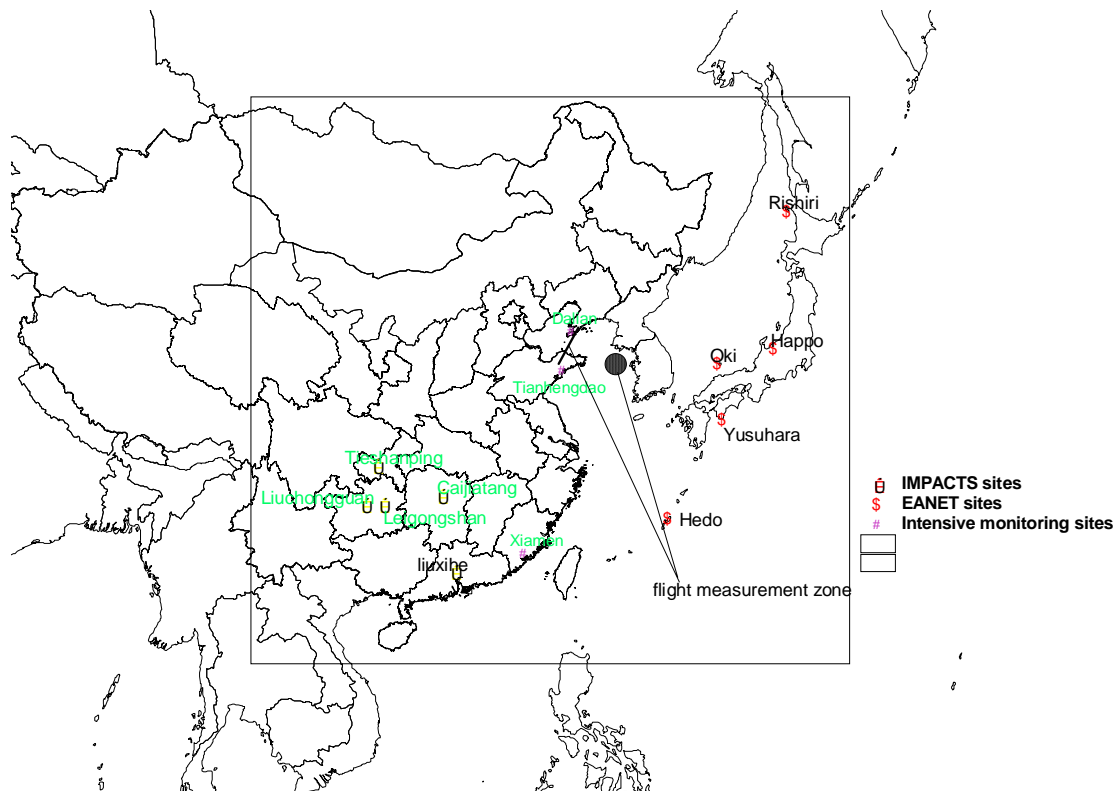 Rishiri
$
Dalian
#
Happo
$
Oki
$
#
Tianhengdao
$
Yusuhara
Tieshanping
Ú
Caijiatang
Ú
Liuchongguan
Ú Ú
Leigongshan
$
Hedo
Xiamen
#
liuxihe
Ú
flight measurement zone
Ú IMPACTS sites
$ EANET sites
# Intensive monitoring sites